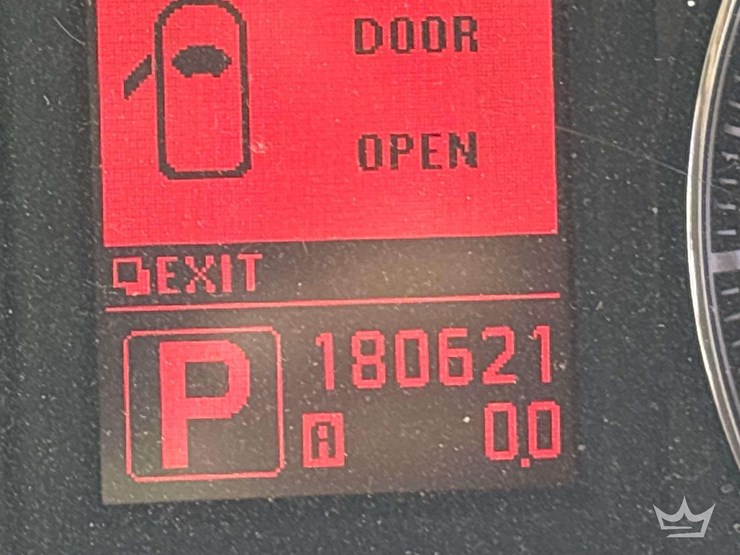 DOOR
OPEN
EXIT
P 180621
A 0.0